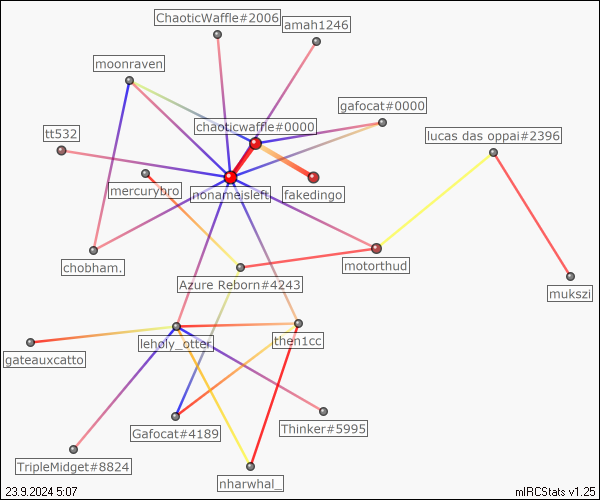 ChaoticWaffle#2006
amah1246
moonraven
gafocat#0000
chaoticwaffle#0000
tt532
lucas das oppai#2396
mercurybro
nonameisleft
fakedingo
chobham.
motorthud
Azure Reborn#4243
mukszi
leholy_otter
then1cc
gateauxcatto
Gafocat#4189
Thinker#5995
TripleMidget#8824
nharwhal_
23.9.2024 5:07
mIRCStats v1.25